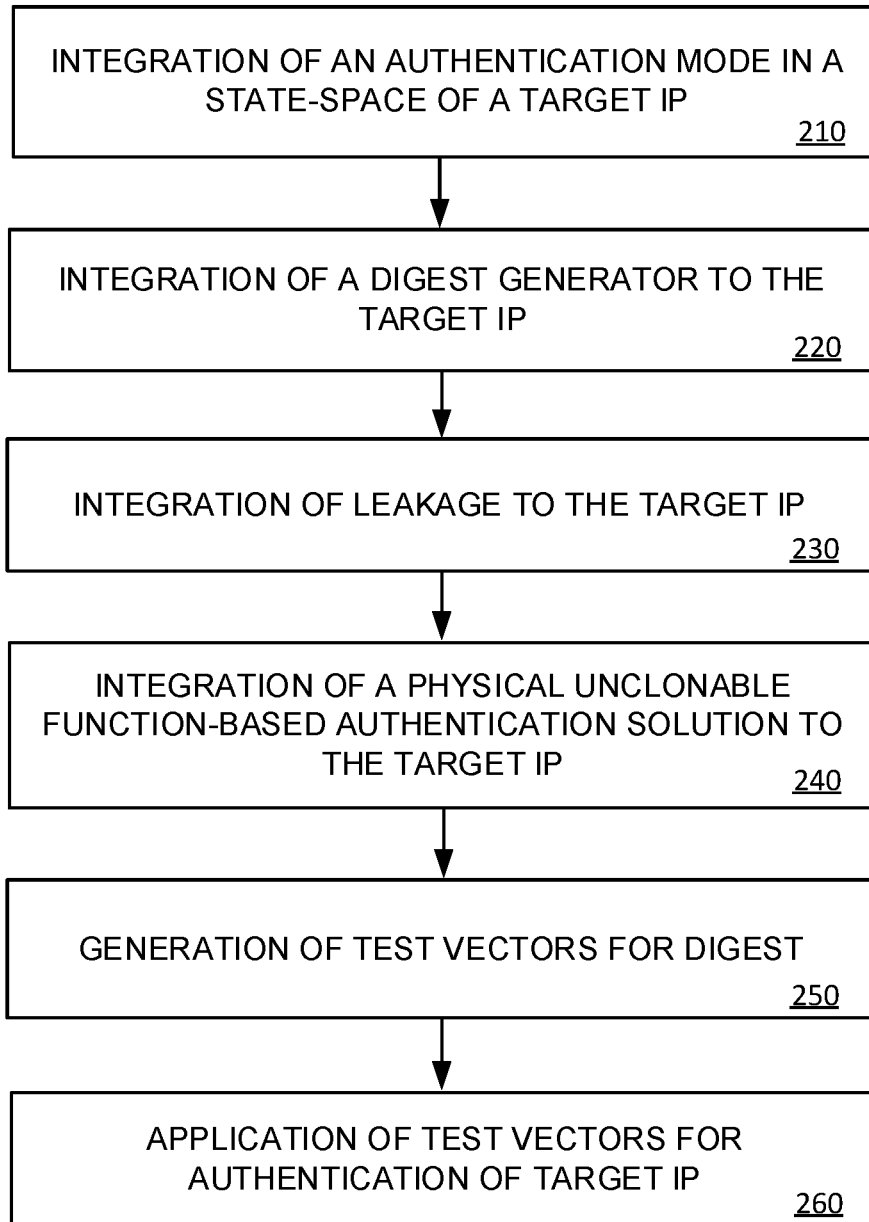 INTEGRATION OF AN AUTHENTICATION MODE IN A
STATE-SPACE OF A TARGET IP
210
INTEGRATION OF A DIGEST GENERATOR TO THE
TARGET IP
220
INTEGRATION OF LEAKAGE TO THE TARGET IP
230
INTEGRATION OF A PHYSICAL UNCLONABLE
FUNCTION-BASED AUTHENTICATION SOLUTION TO
THE TARGET IP
240
GENERATION OF TEST VECTORS FOR DIGEST
250
APPLICATION OF TEST VECTORS FOR
AUTHENTICATION OF TARGET IP
260